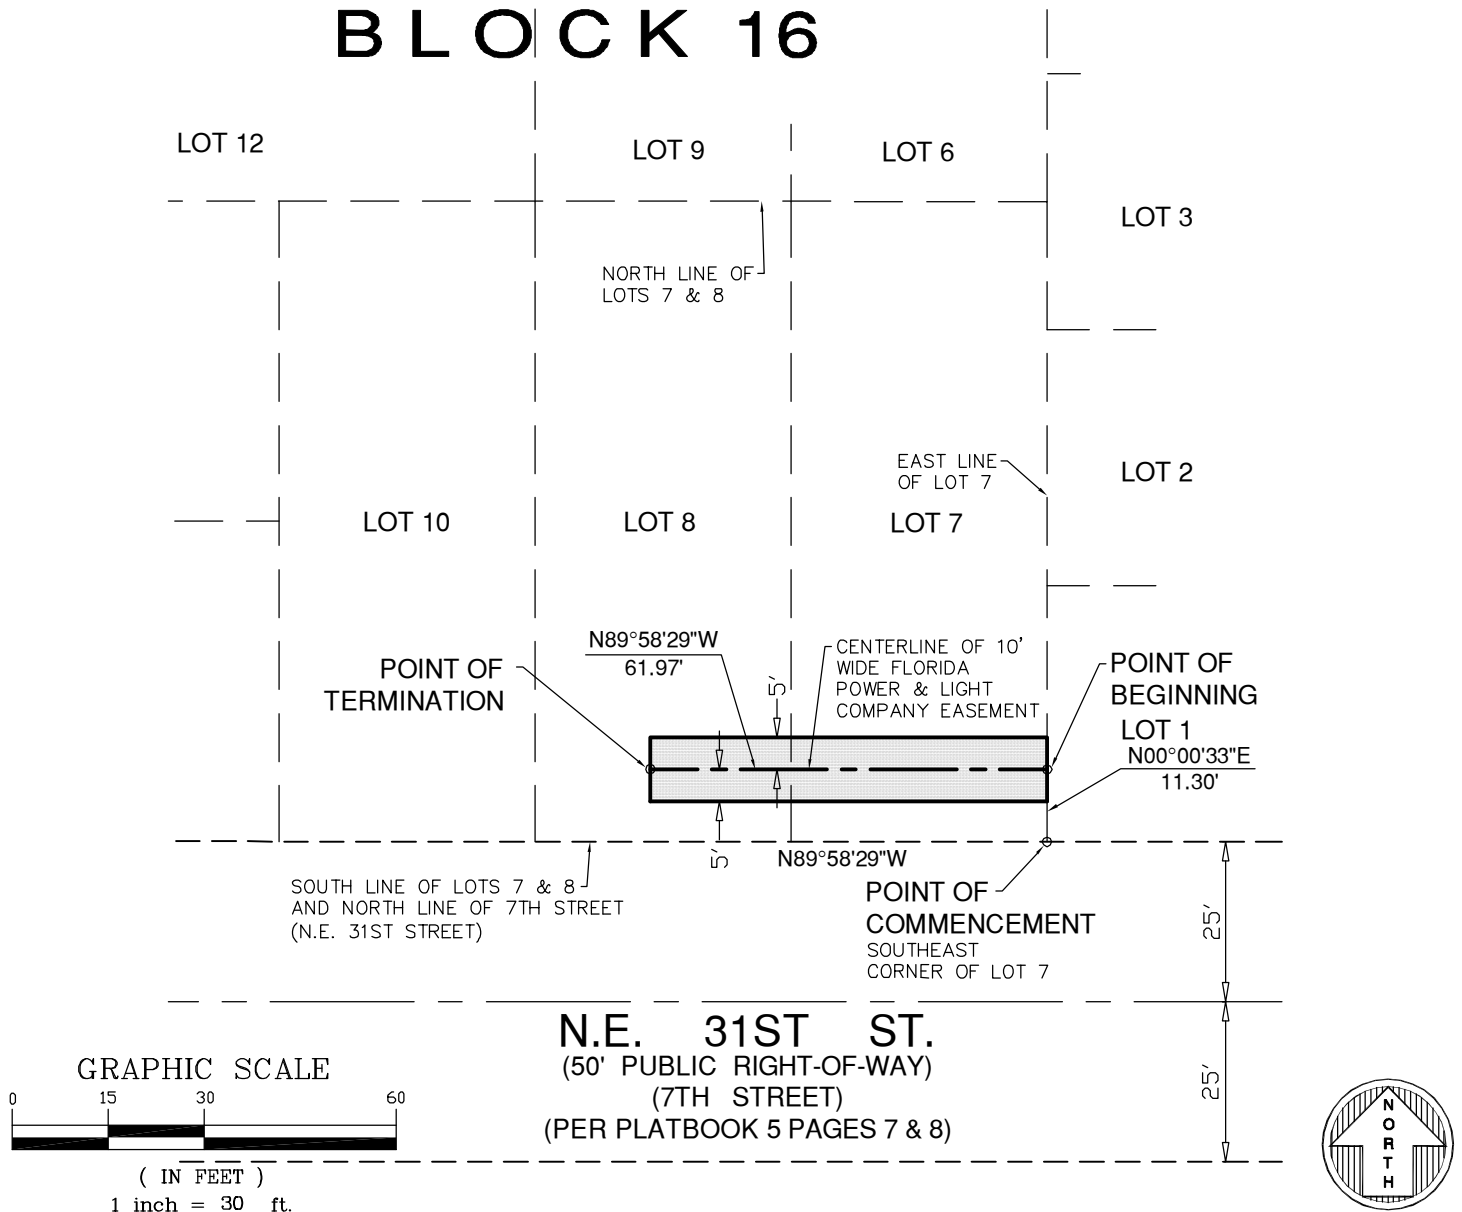 BLOCK 16
LOT 12
LOT 9
LOT 6
LOT 3
NORTH LINE OF
LOTS 7 & 8
EAST LINE
OF LOT 7
LOT 2
LOT 10
LOT 8
LOT 7
N89°58'29"W
61.97'
CENTERLINE OF 10'
WIDE FLORIDA
POWER & LIGHT
COMPANY EASEMENT
POINT OF
TERMINATION
5'
POINT OF
BEGINNING
LOT 1
N00°00'33"E
11.30'
5'
N89°58'29"W
SOUTH LINE OF LOTS 7 & 8
AND NORTH LINE OF 7TH STREET
(N.E. 31ST STREET)
POINT OF
COMMENCEMENT
SOUTHEAST
CORNER OF LOT 7
25'
N.E. 31ST ST.
(50' PUBLIC RIGHT-OF-WAY)
(7TH STREET)
(PER PLATBOOK 5 PAGES 7 & 8)
25'
GRAPHIC SCALE
0 15 30 60
( IN FEET )
1 inch = 30 ft.
NORTH